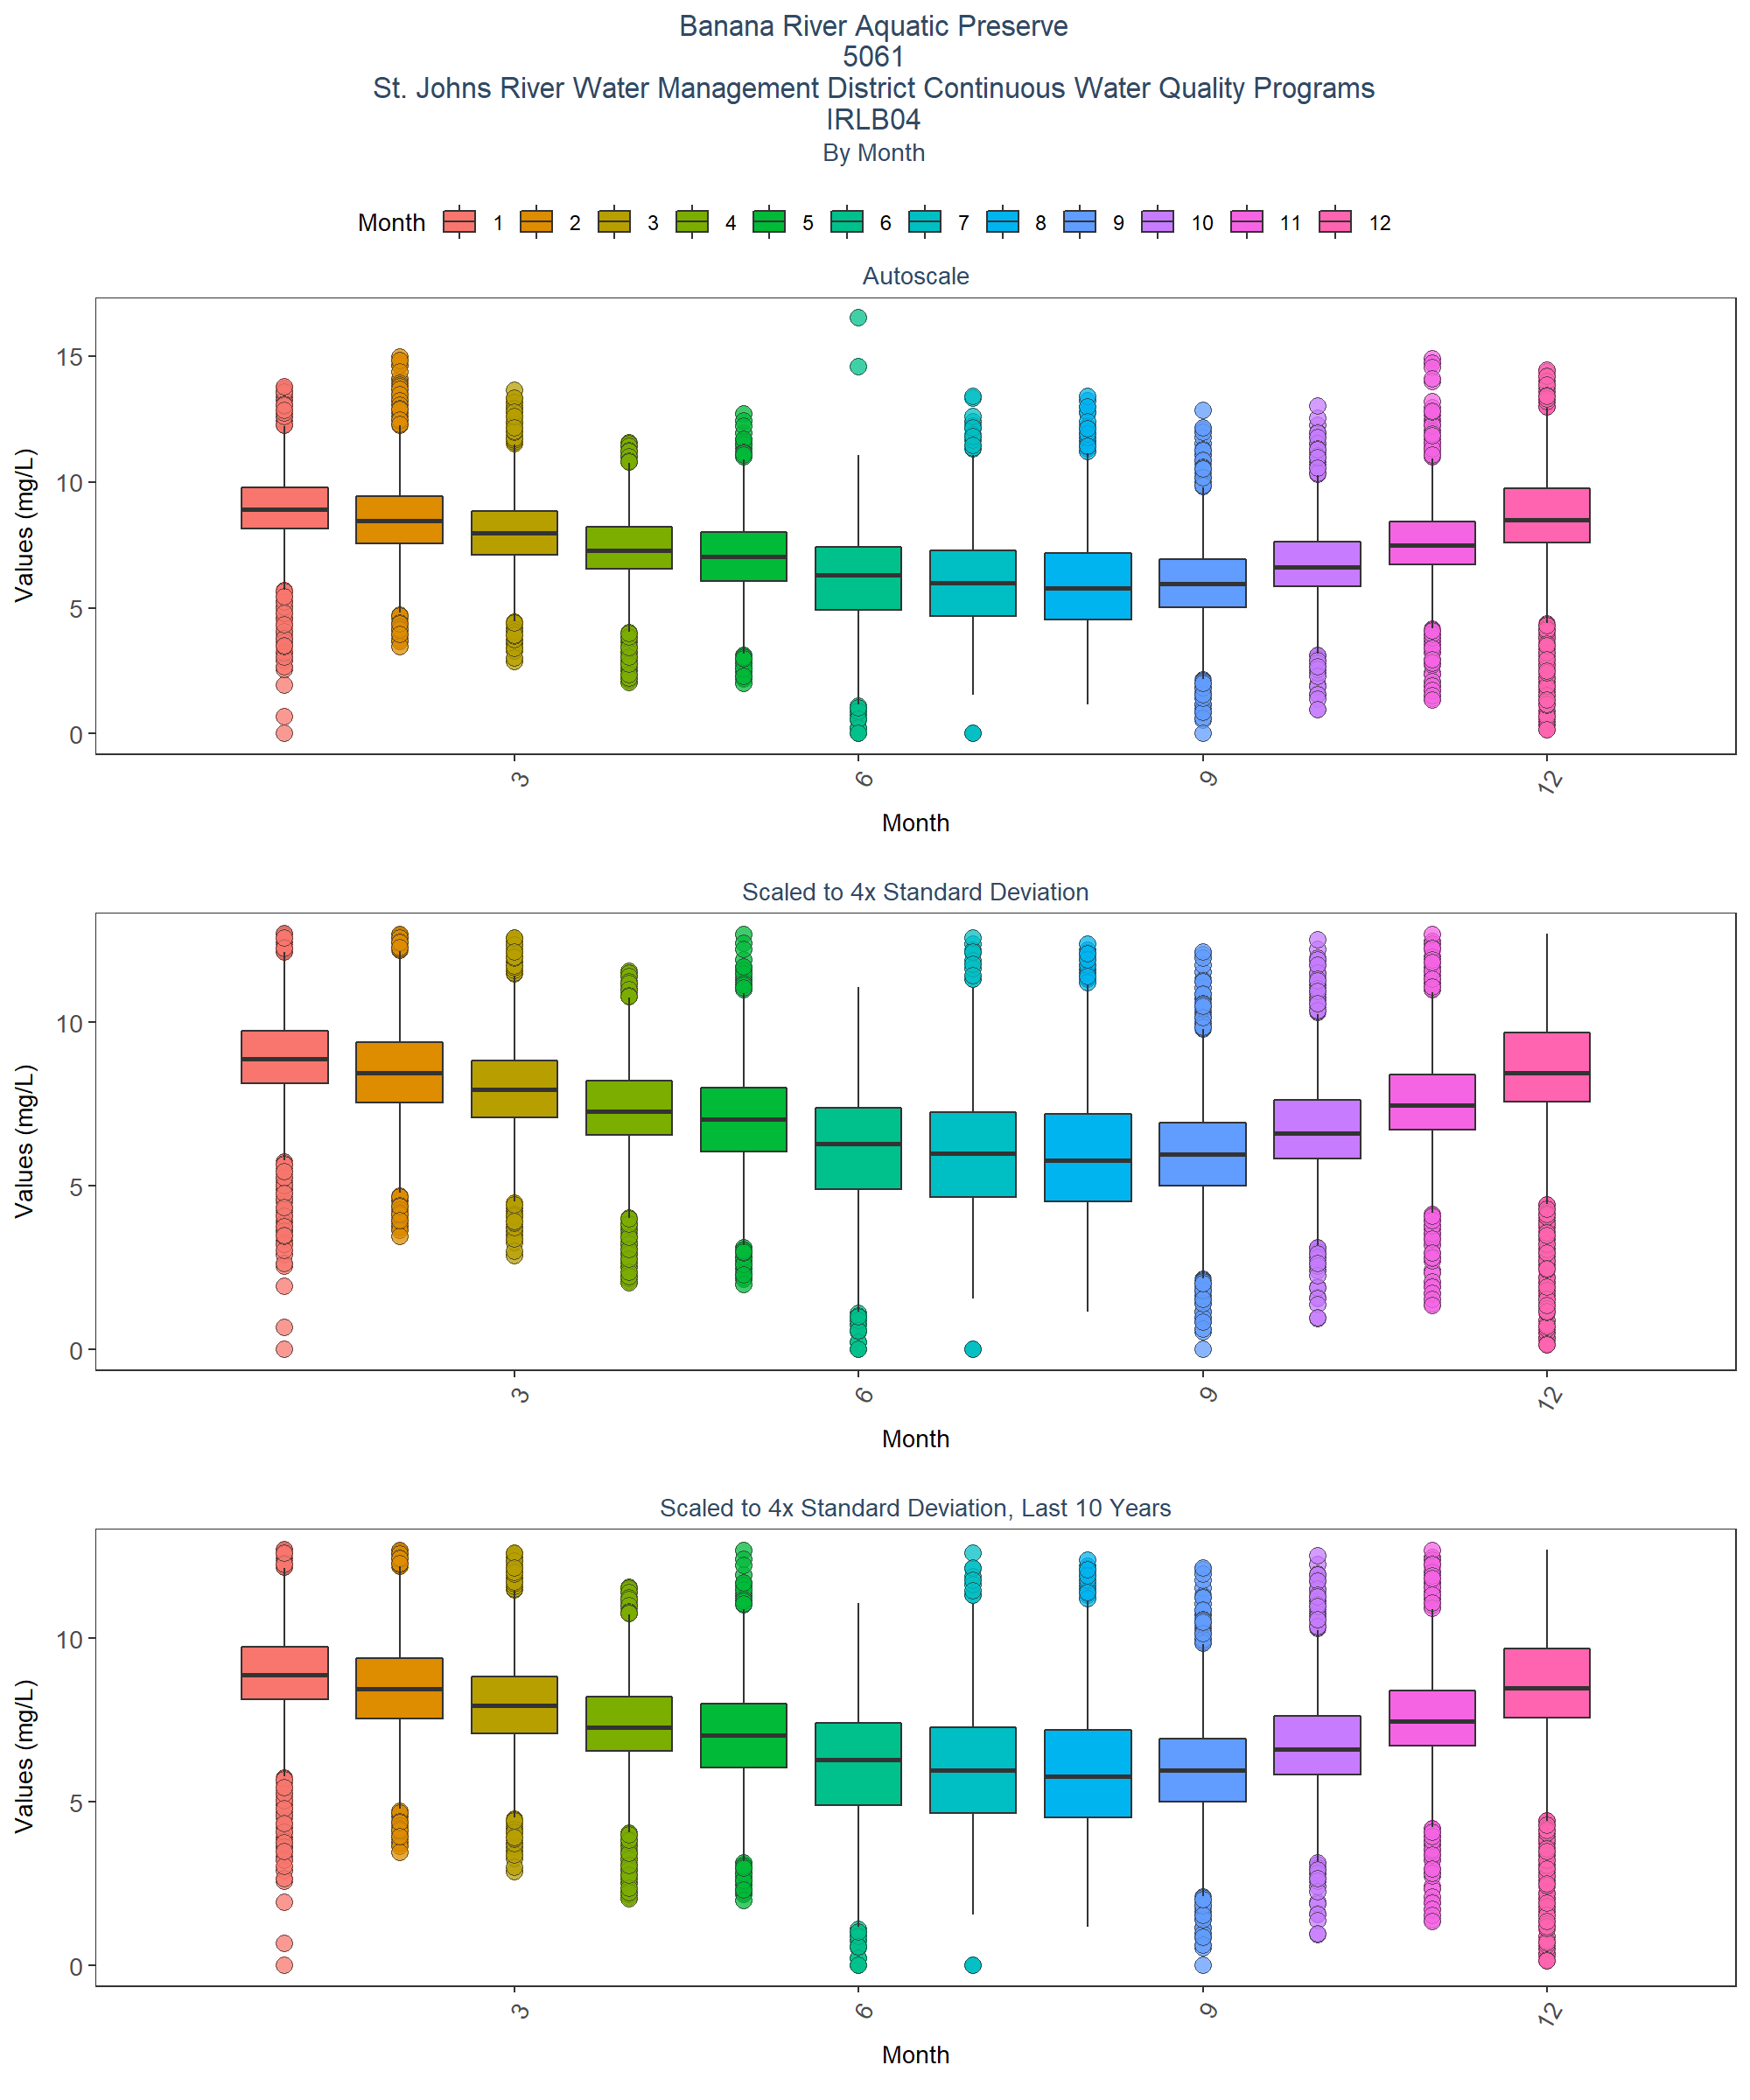 Banana River Aquatic Preserve
5061
St. Johns River Water Management District Continuous Water Quality Programs
IRLB04
By Month
Month 1 2 3 4 5 6 7 8 9 10 11 12
Autoscale
Values (mg/L)
15
10
5
0
3 6 9 12
Month
Scaled to 4x Standard Deviation
Values (mg/L)
10
5
0
3 6 9 12
Month
Scaled to 4x Standard Deviation, Last 10 Years
Values (mg/L)
10
5
0
3 6 9 12
Month